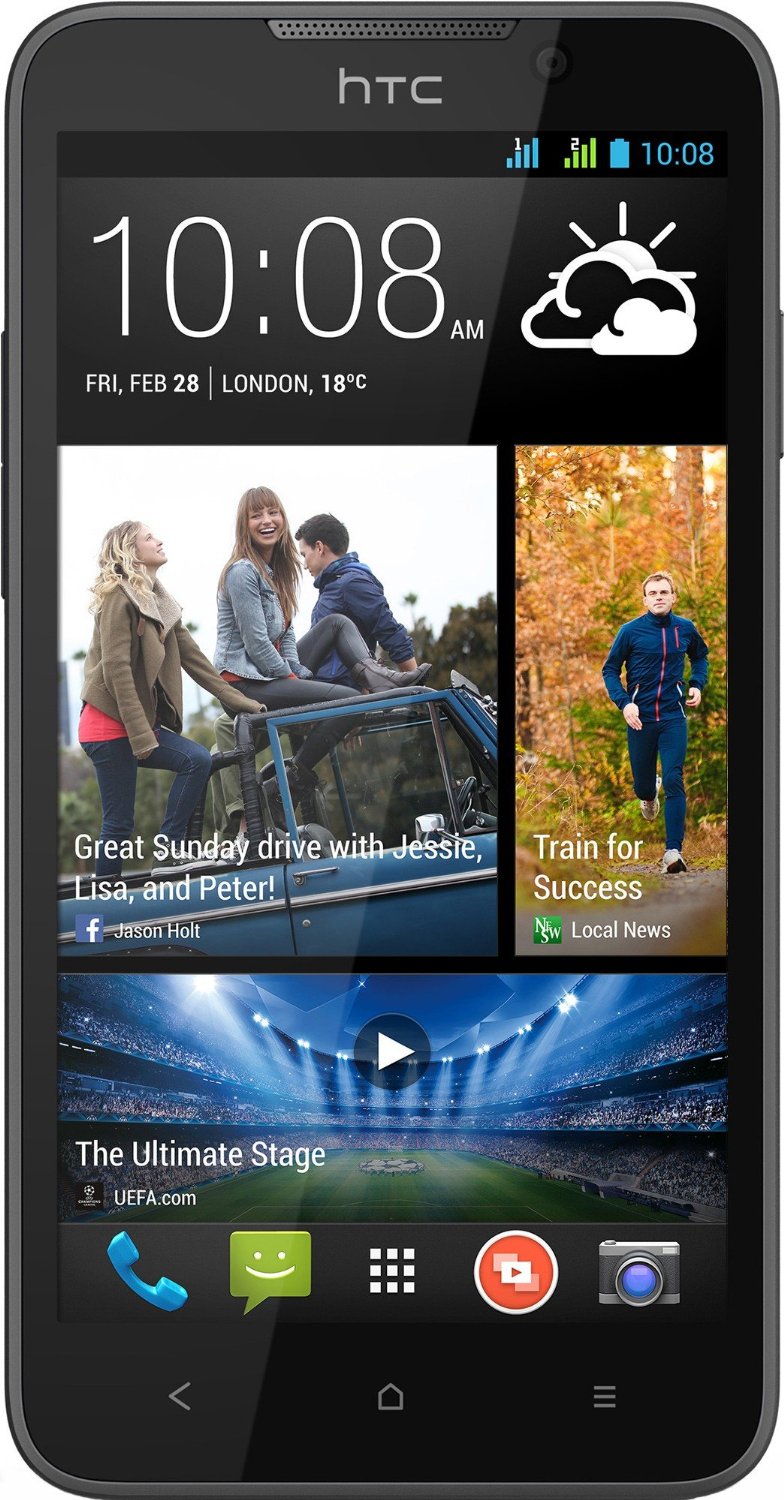 hTC
1 2 10:08
10:08 AM
FRI, FEB 28 | LONDON, 18°C
Great Sunday drive with Jessie,
Lisa, and Peter!
f Jason Holt
Train for
Success
NEWS Local News
The Ultimate Stage
UEFA.com